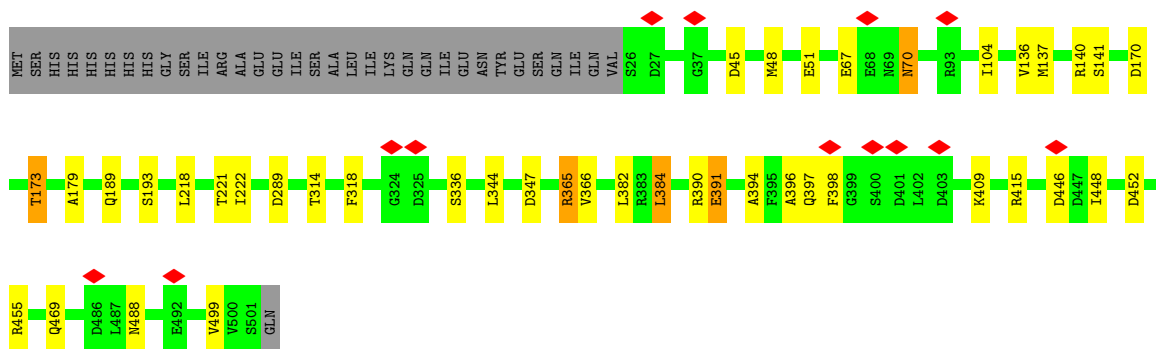 MET SER HIS HIS HIS HIS HIS HIS GLY SER ILE ARG ALA GLU GLU ILE SER ALA LEU ILE LYS GLN GLN ILE GLU ASN TYR GLU SER GLN ILE GLN VAL S26 D27 G37 D45 M48 E51 E67 E68 N69 N70 R93 I104 V136 M137 R140 S141 D170
T173 A179 Q189 S193 L218 T221 I222 D289 T314 F318 G324 D325 S336 L344 D347 R365 V366 L382 R383 L384 R390 E391 A394 F395 A396 Q397 F398 G399 S400 D401 L402 D403 K409 R415 D446 D447 I448 D452
R455 Q469 D486 L487 N488 E492 V499 V500 S501 GLN